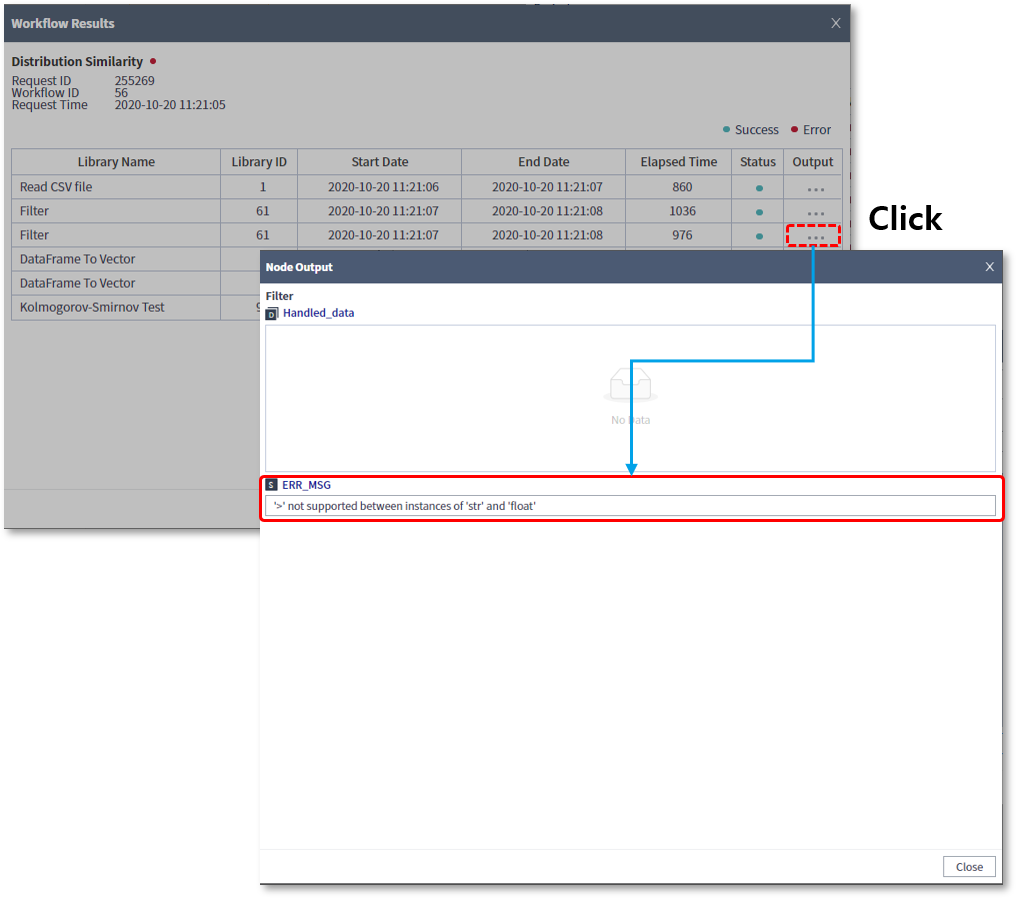 Workflow Results X
Distribution Similarity
Request ID 255269
Workflow ID 56
Request Time 2020-10-20 11:21:05
Success Error
Library Name Library ID Start Date End Date Elapsed Time Status Output
Read CSV file 1 2020-10-20 11:21:06 2020-10-20 11:21:07 860 ...
Filter 61 2020-10-20 11:21:07 2020-10-20 11:21:08 1036 ...
Filter 61 2020-10-20 11:21:07 2020-10-20 11:21:08 976 ...
Click
DataFrame To Vector
DataFrame To Vector
Kolmogorov-Smirnov Test
Node Output X
Filter
D Handled_data
No Data
S ERR_MSG
'>' not supported between instances of 'str' and 'float'
Close